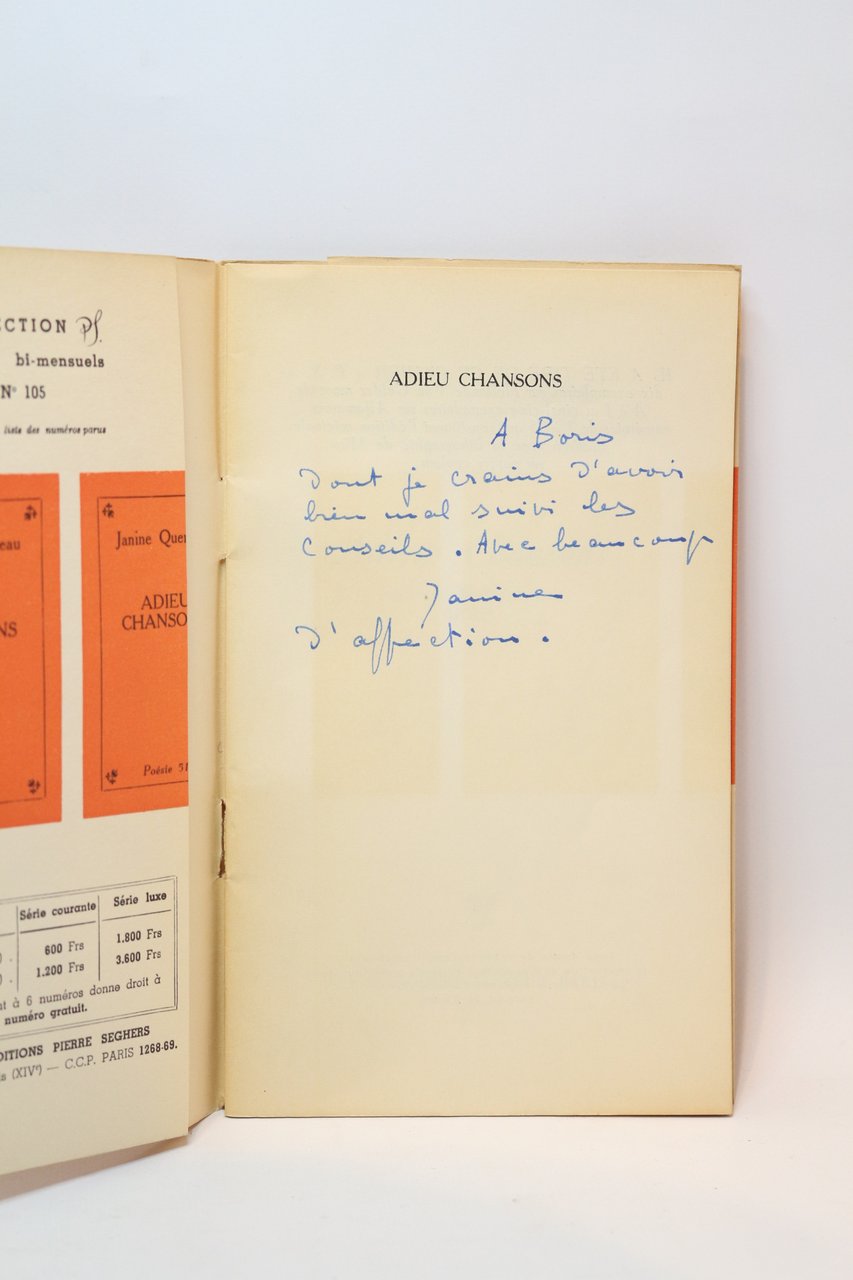 ECTION PS.
bi-mensuels
N° 105
liste des numéros parus
eau
NS
Janine Quer
ADIEU
CHANSO
Poésie 51
Série courante Série luxe
600 Frs 1.800 Frs
1.200 Frs 3.600 Frs
nt à 6 numéros donne droit à
numéro gratuit.
DITIONS PIERRE SEGHERS
s (XIVe) — C.C.P. PARIS 1268-69.
ADIEU CHANSONS
A Boris
Dont je crains D'avoir
bien mal suivi les
Conseils. Avec beaucoup
Janine
D'affection.